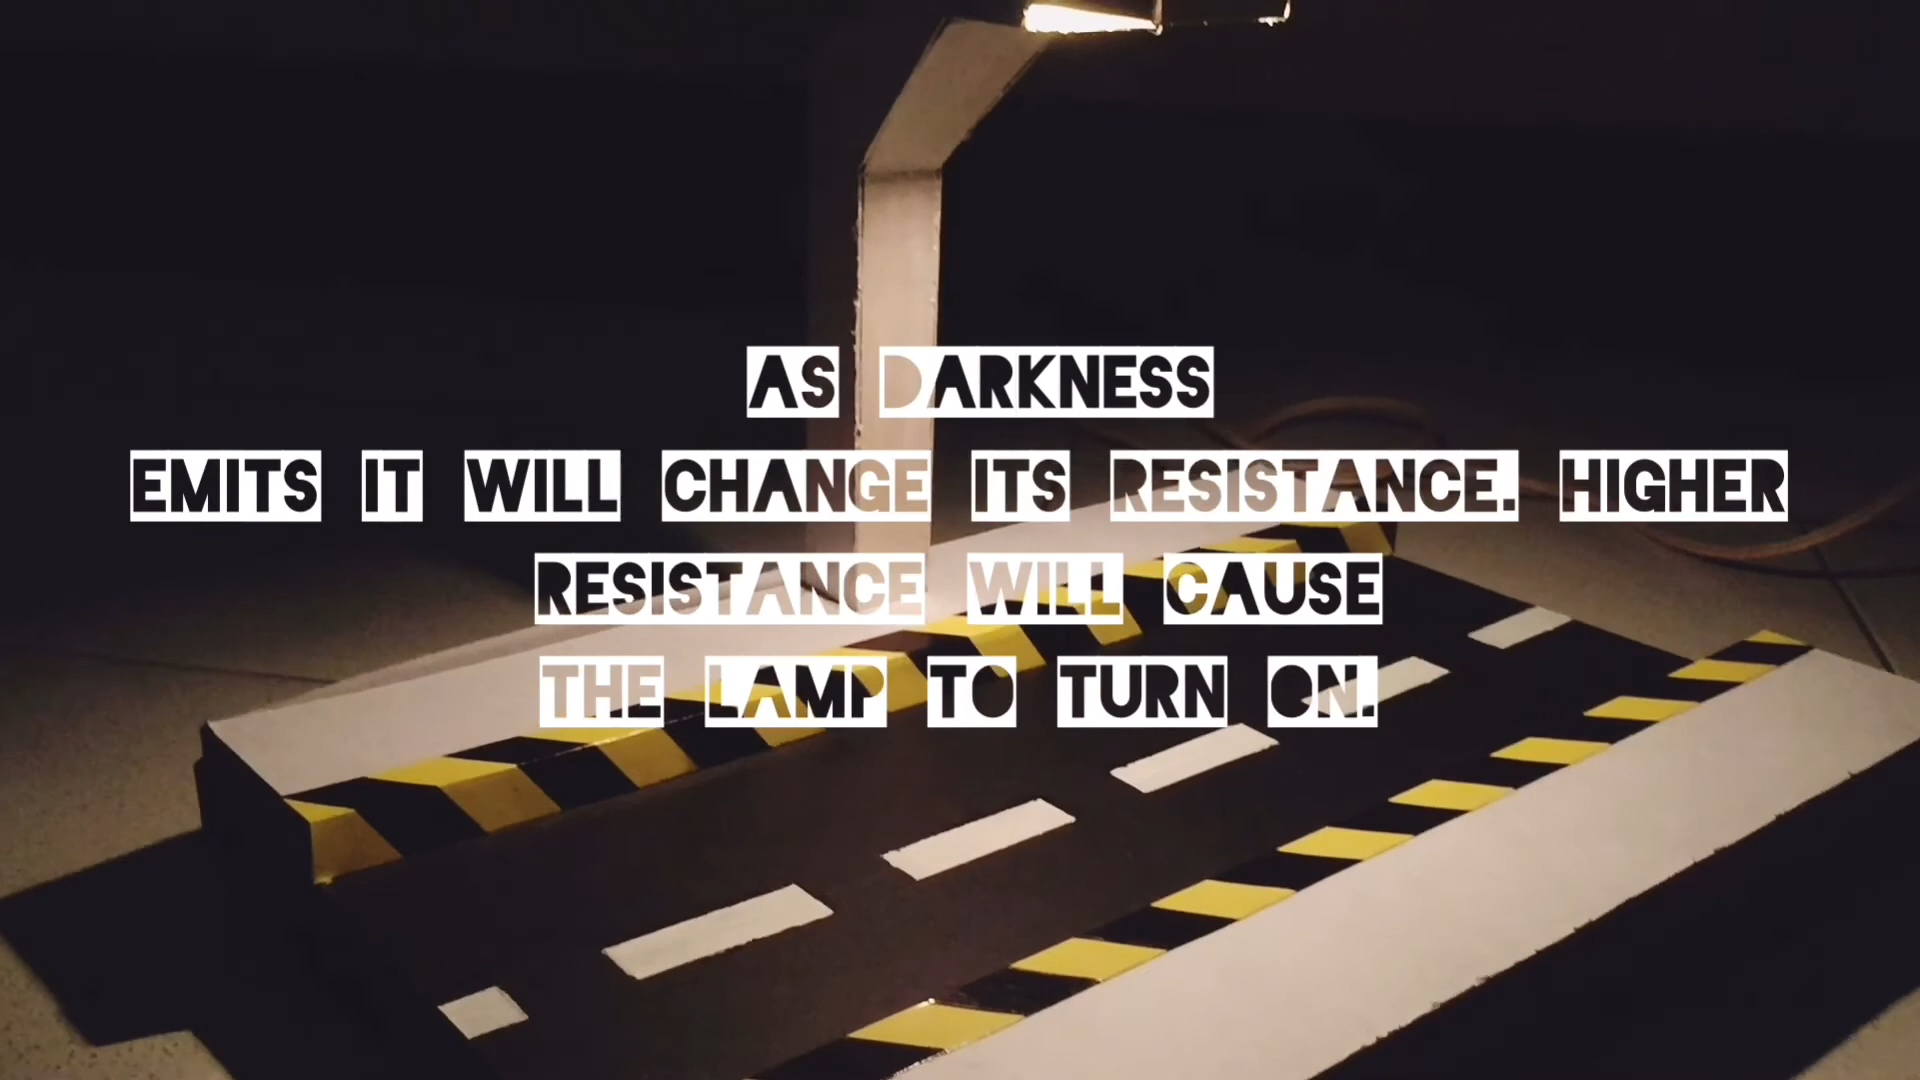 AS DARKNESS
EMITS IT WILL CHANGE ITS RESISTANCE. HIGHER
RESISTANCE WILL CAUSE
THE LAMP TO TURN ON.